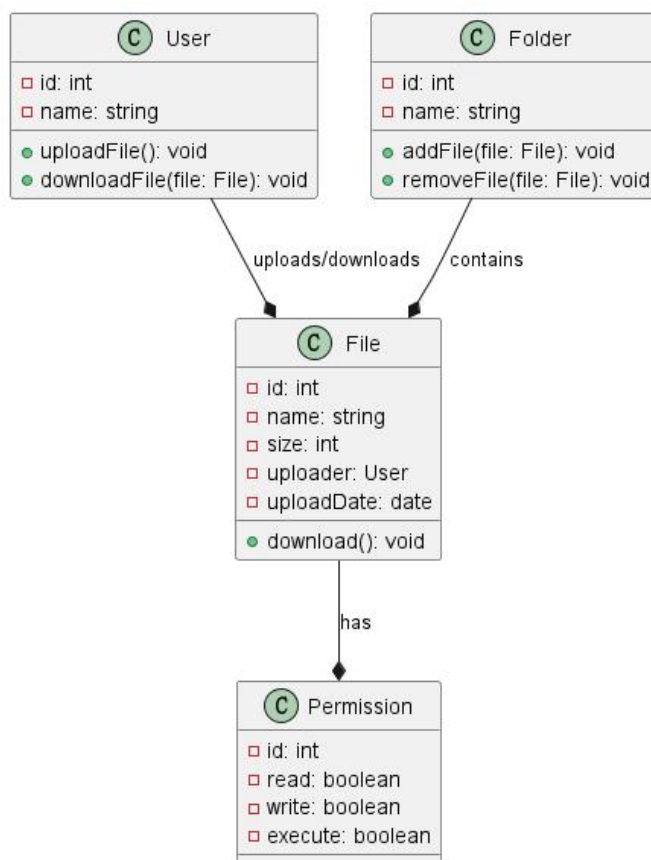 C User
id: int
name: string
uploadFile(): void
downloadFile(file: File): void
C Folder
id: int
name: string
addFile(file: File): void
removeFile(file: File): void
uploads/downloads
contains
C File
id: int
name: string
size: int
uploader: User
uploadDate: date
download(): void
has
C Permission
id: int
read: boolean
write: boolean
execute: boolean